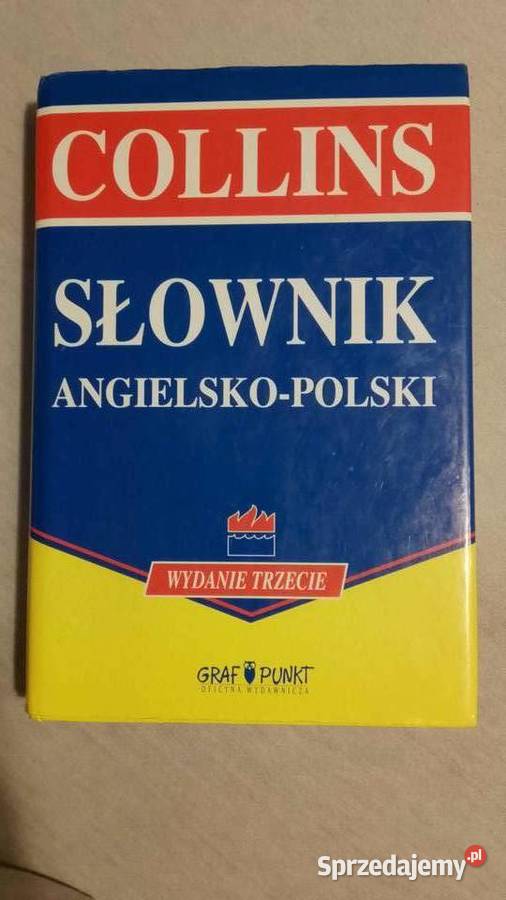 COLLINS
SŁOWNIK
ANGIELSKO-POLSKI
WYDANIE TRZECIE
GRAF PUNKT
OFICYNA WYDAWNICZA
Sprzedajemy.pl